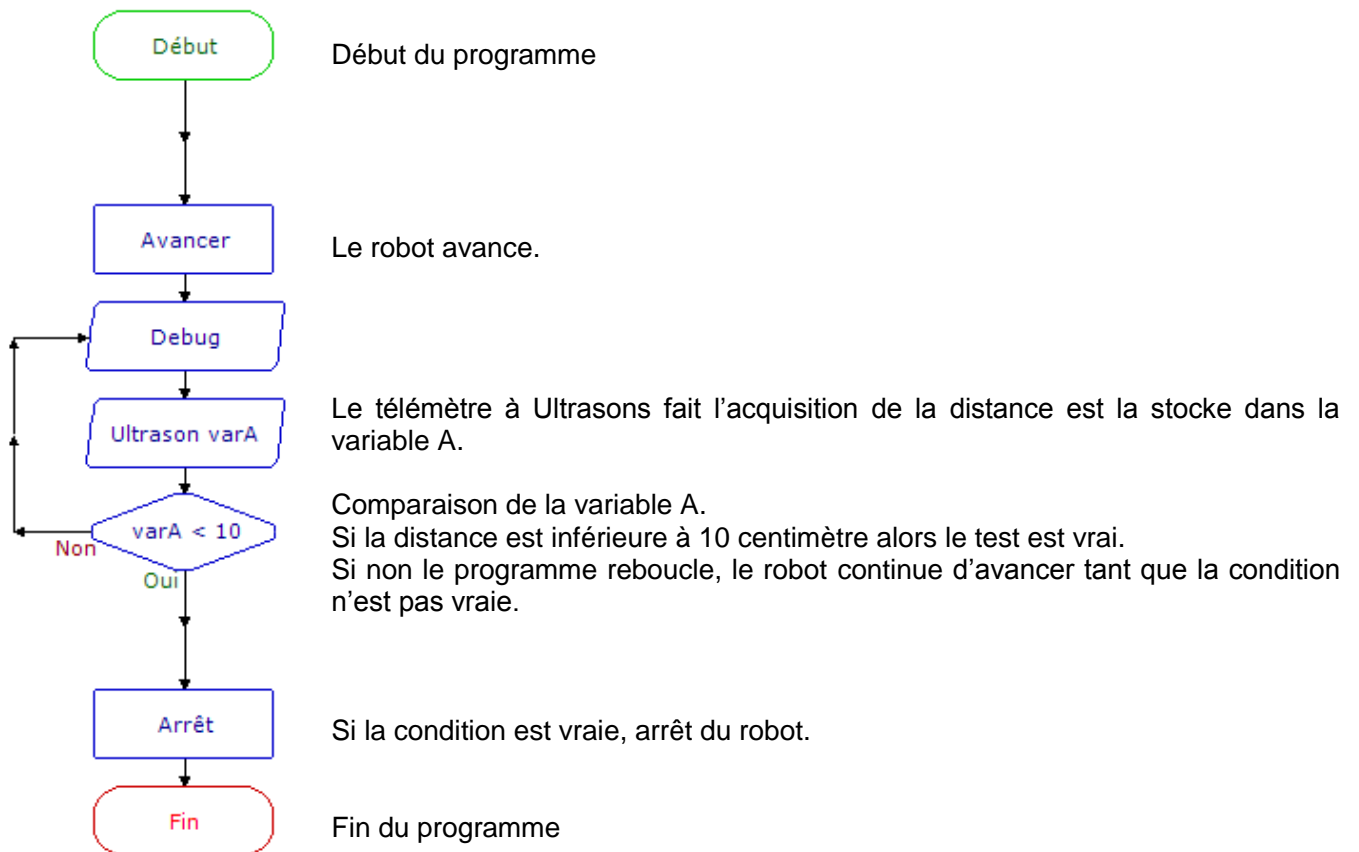 Début
Début du programme
Avancer
Le robot avance.
Debug
Ultrason varA
Le télémètre à Ultrasons fait l’acquisition de la distance est la stocke dans la
variable A.
varA < 10
Non
Oui
Comparaison de la variable A.
Si la distance est inférieure à 10 centimètre alors le test est vrai.
Si non le programme reboucle, le robot continue d’avancer tant que la condition
n’est pas vraie.
Arrêt
Si la condition est vraie, arrêt du robot.
Fin
Fin du programme